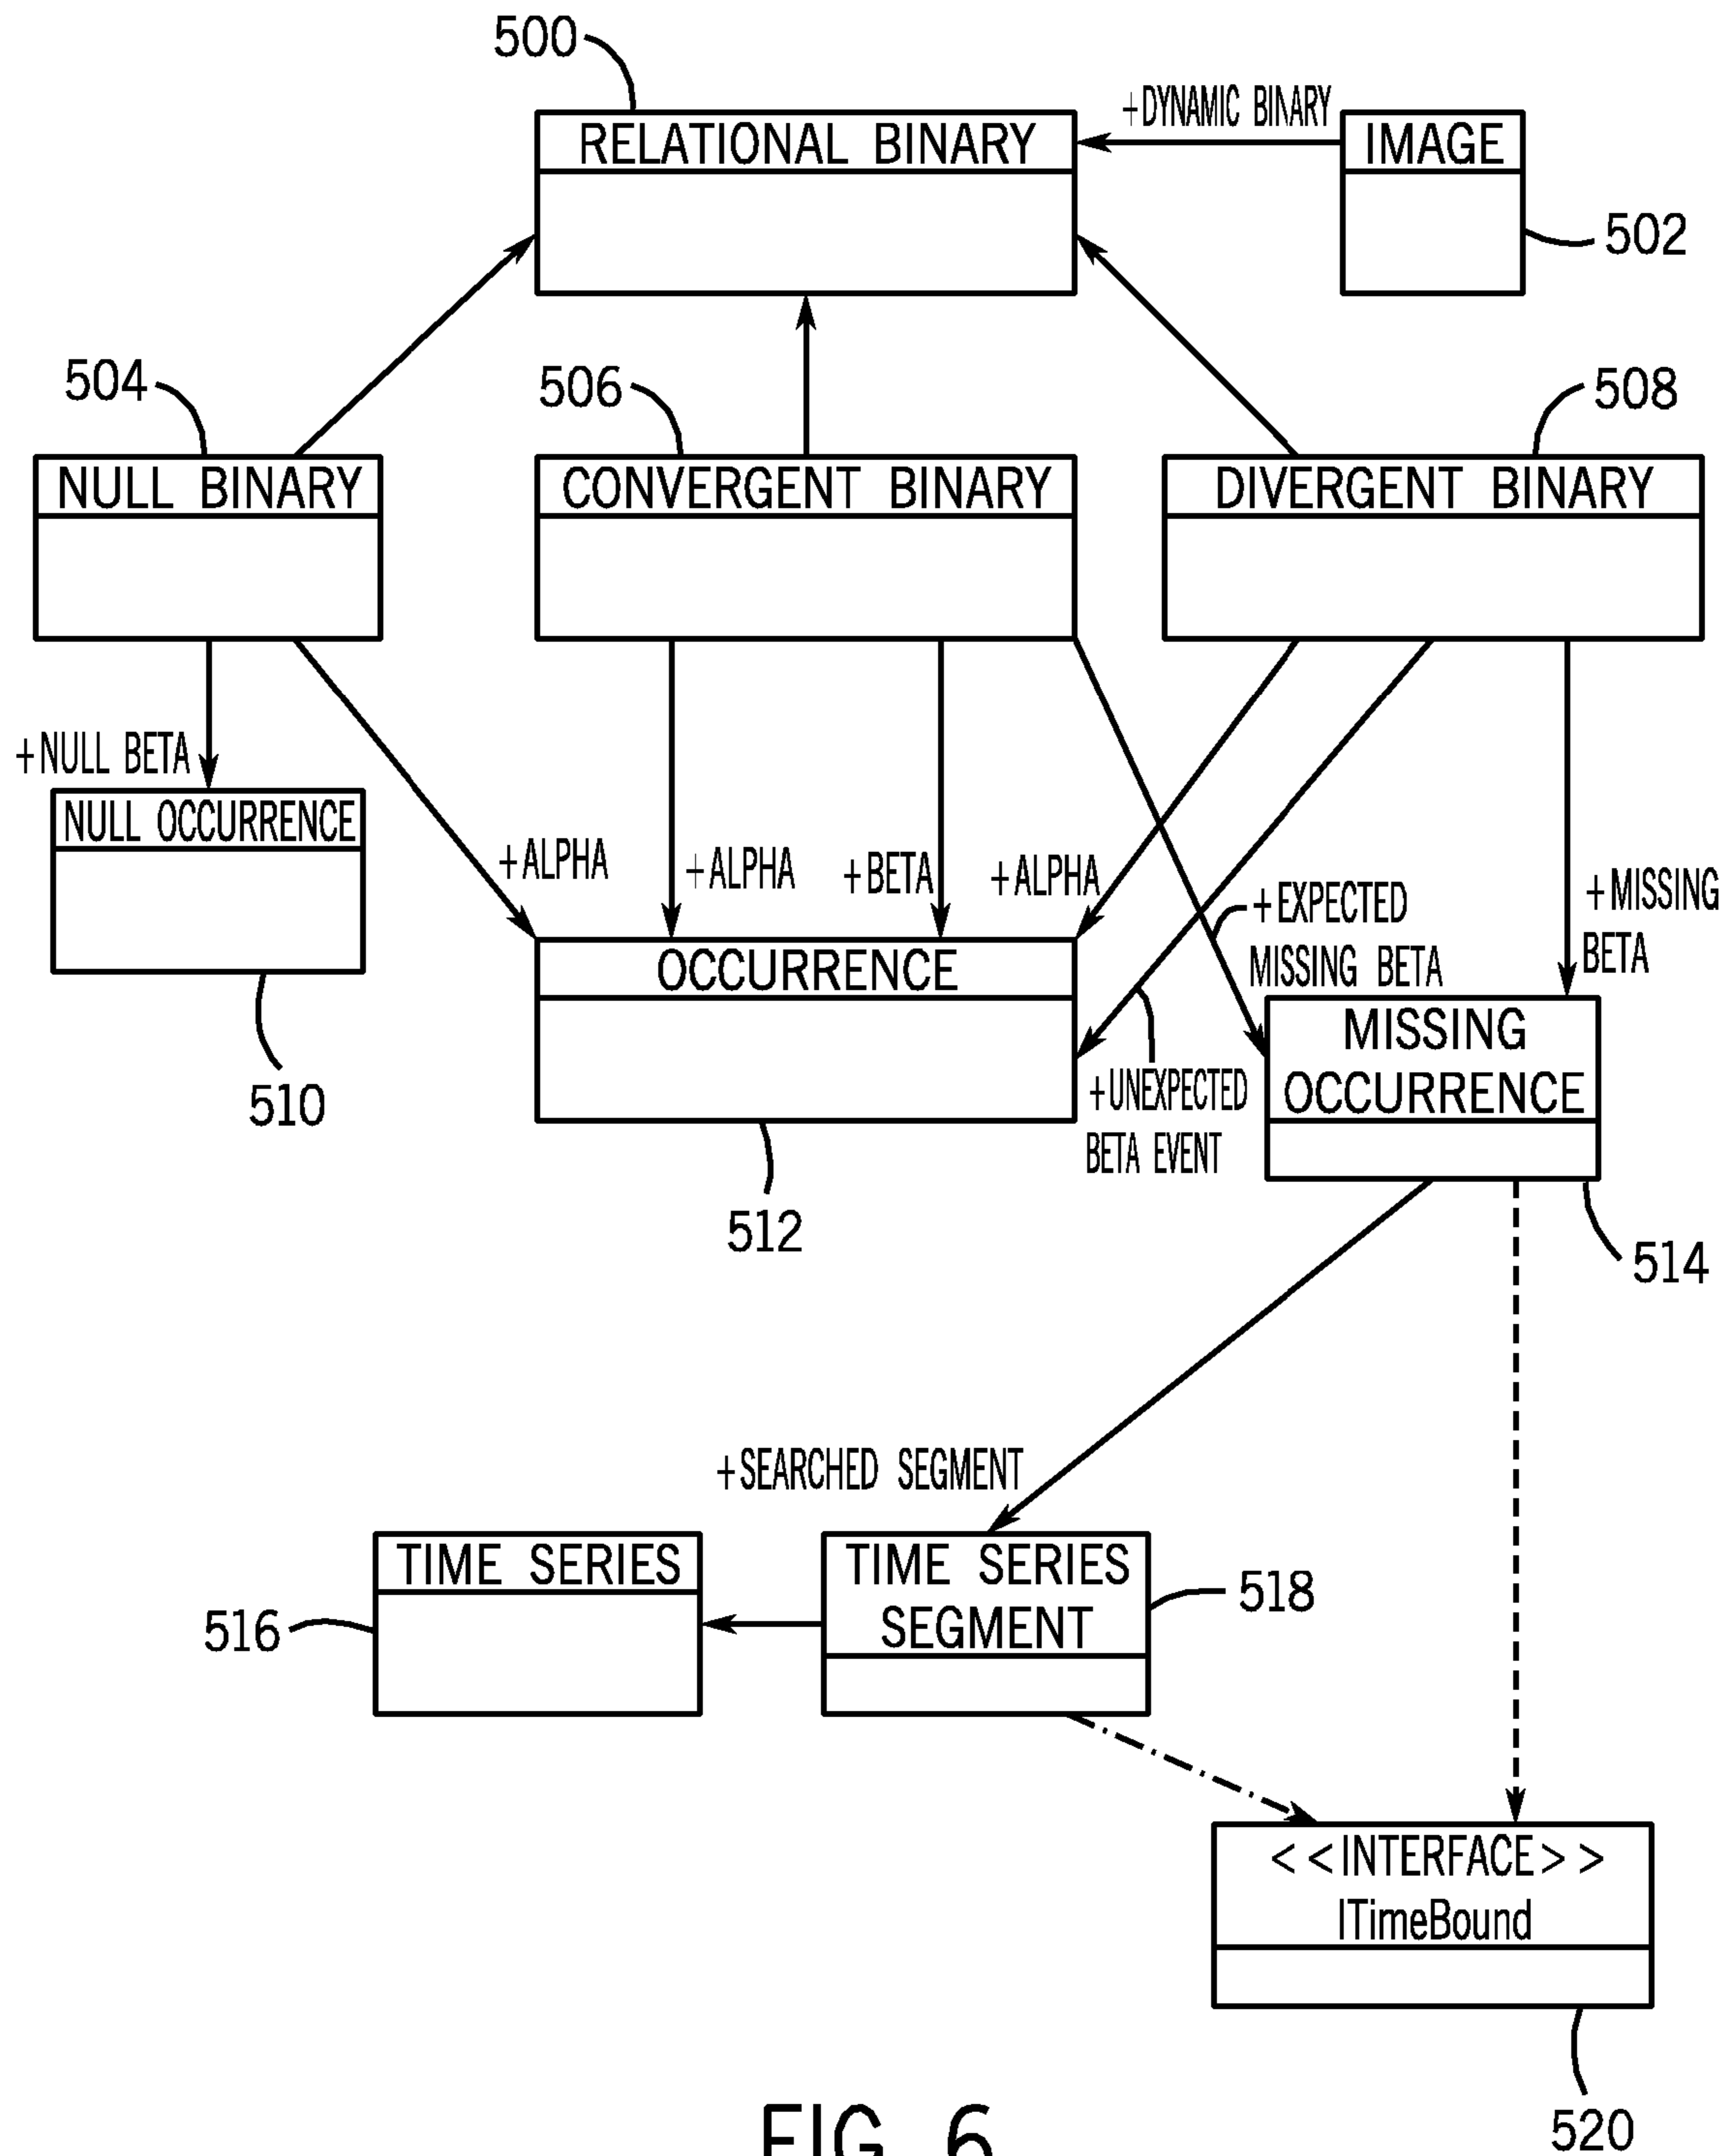 500
+DYNAMIC BINARY
RELATIONAL BINARY
IMAGE
502
504
506
508
NULL BINARY
CONVERGENT BINARY
DIVERGENT BINARY
+NULL BETA
NULL OCCURRENCE
+ALPHA
+ALPHA
+BETA
+ALPHA
+EXPECTED
MISSING BETA
+MISSING
BETA
OCCURRENCE
MISSING
OCCURRENCE
+UNEXPECTED
BETA EVENT
510
512
514
+SEARCHED SEGMENT
TIME SERIES
TIME SERIES
SEGMENT
516
518
<<INTERFACE>>
ITimeBound
520
FIG. 6